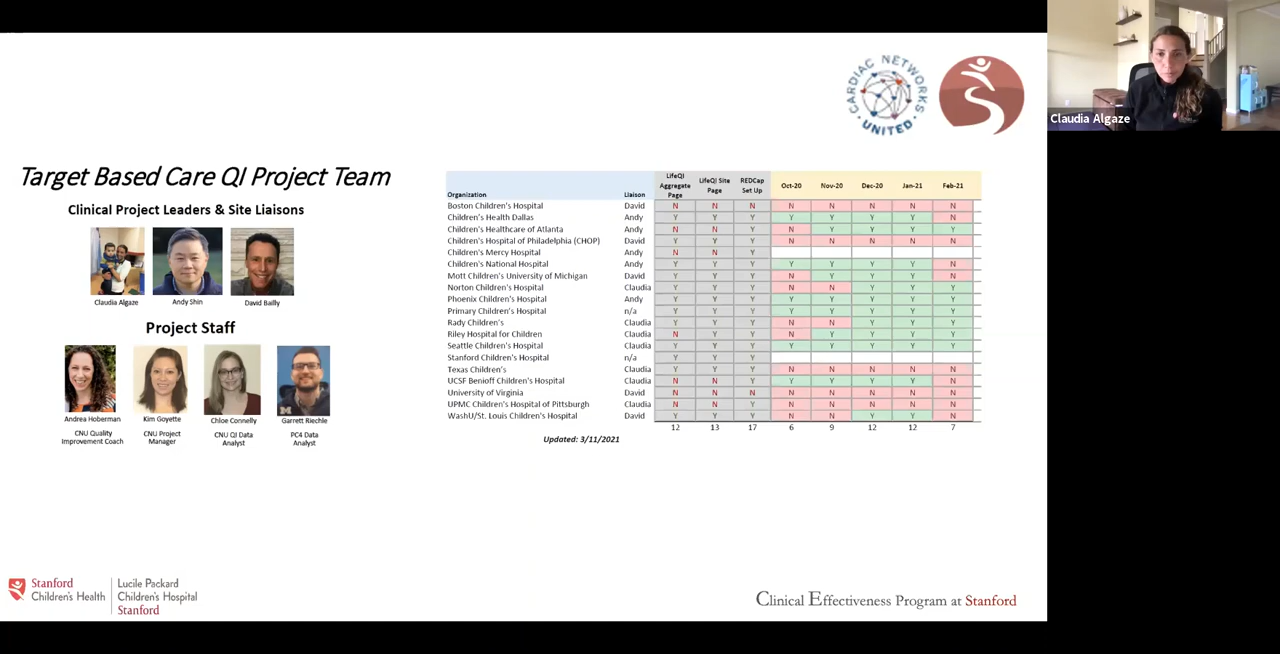 CARDIAC NETWORKS UNITED
Claudia Algaze
Target Based Care QI Project Team
Clinical Project Leaders & Site Liaisons
Claudia Algaze Andy Shin David Bailly
Project Staff
Andrea Hoberman Kim Goyette Chloe Connelly Garrett Riechle
CNU Quality Improvement Coach
CNU Project Manager
CNU QI Data Analyst
PC4 Data Analyst
Organization Liaison LifeQI Aggregate Page LifeQI Site Page REDCap Set Up Oct-20 Nov-20 Dec-20 Jan-21 Feb-21
Boston Children's Hospital David N N N N N N N N
Children's Health Dallas Andy Y Y Y Y Y Y Y N
Children's Healthcare of Atlanta Andy N N Y N Y Y Y Y
Children's Hospital of Philadelphia (CHOP) David Y Y Y N N N N N
Children's Mercy Hospital Andy N N Y
Children's National Hospital Andy Y Y Y Y Y Y Y N
Mott Children's University of Michigan David Y Y Y N Y Y Y N
Norton Children's Hospital Claudia Y Y Y N N Y Y Y
Phoenix Children's Hospital Andy Y Y Y Y Y Y Y Y
Primary Children's Hospital n/a Y Y Y Y Y Y Y Y
Rady Children's Claudia Y Y Y N N Y Y Y
Riley Hospital for Children Claudia N Y Y N Y Y Y Y
Seattle Children's Hospital Claudia Y Y Y Y Y Y Y Y
Stanford Children's Hospital n/a Y Y Y
Texas Children's Claudia Y Y Y N N N N N
UCSF Benioff Children's Hospital Claudia N N Y Y Y Y Y N
University of Virginia David N N N N N N N N
UPMC Children's Hospital of Pittsburgh Claudia N N Y N N N N N
WashU/St. Louis Children's Hospital David Y Y Y N N Y Y N
12 13 17 6 9 12 12 7
Updated: 3/11/2021
Stanford
Children's Health
Lucile Packard
Children's Hospital
Stanford
Clinical Effectiveness Program at Stanford